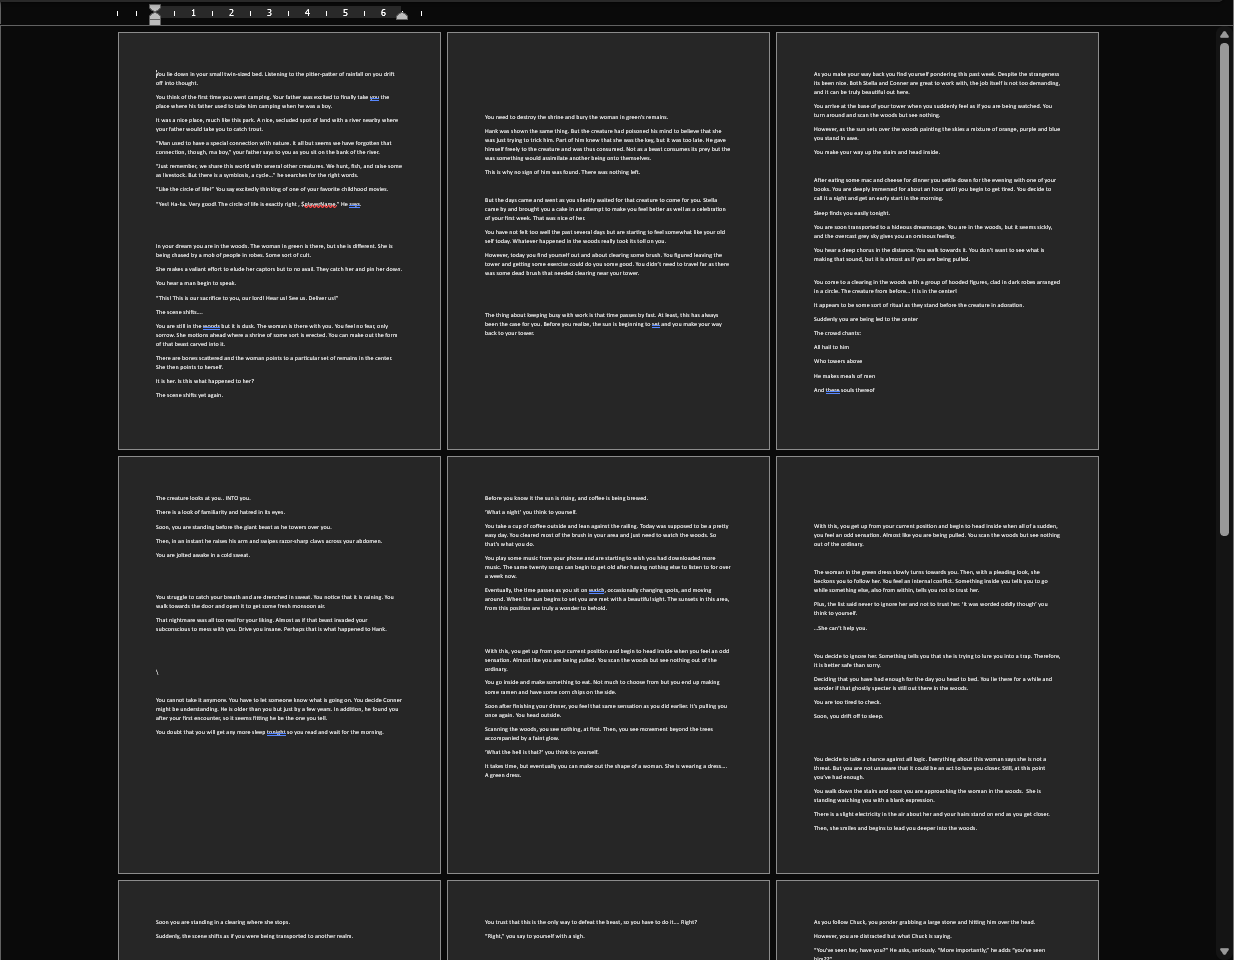 1 2 3 4 5 6
You lie down in your small twin-sized bed. Listening to the pitter-patter of rainfall on you drift
off into thought.
You think of the first time you went camping. Your father was excited to finally take you the
place where his father used to take him camping when he was a boy.
It was a nice place, much like this park. A nice, secluded spot of land with a river nearby where
your father would take you to catch trout.
"Man used to have a special connection with nature. It all but seems we have forgotten that
connection, though, ma boy," your father says to you as you sit on the bank of the river.
"Just remember, we share this world with several other creatures. We hunt, fish, and raise some
as livestock. But there is a symbiosis, a cycle…" he searches for the right words.
"Like the circle of life!" You say excitedly thinking of one of your favorite childhood movies.
"Yes! Ha-ha. Very good! The circle of life is exactly right , $playerName." He says.
In your dream you are in the woods. The woman in green is there, but she is different. She is
being chased by a mob of people in robes. Some sort of cult.
She makes a valiant effort to elude her captors but to no avail. They catch her and pin her down.
You hear a man begin to speak.
"This! This is our sacrifice to you, our lord! Hear us! See us. Deliver us!"
The scene shifts….
You are still in the woods but it is dusk. The woman is there with you. You feel no fear, only
sorrow. She motions ahead where a shrine of some sort is erected. You can make out the form
of that beast carved into it.
There are bones scattered and the woman points to a particular set of remains in the center.
She then points to herself.
It is her. Is this what happened to her?
The scene shifts yet again.
You need to destroy the shrine and bury the woman in green's remains.
Hank was shown the same thing. But the creature had poisoned his mind to believe that she
was just trying to trick him. Part of him knew that she was the key, but it was too late. He gave
himself freely to the creature and was thus consumed. Not as a beast consumes its prey but the
was something would assimilate another being onto themselves.
This is why no sign of him was found. There was nothing left.
But the days came and went as you silently waited for that creature to come for you. Stella
came by and brought you a cake in an attempt to make you feel better as well as a celebration
of your first week. That was nice of her.
You have not felt too well the past several days but are starting to feel somewhat like your old
self today. Whatever happened in the woods really took its toll on you.
However, today you find yourself out and about clearing some brush. You figured leaving the
tower and getting some exercise could do you some good. You didn't need to travel far as there
was some dead brush that needed clearing near your tower.
The thing about keeping busy with work is that time passes by fast. At least, this has always
been the case for you. Before you realize, the sun is beginning to set and you make your way
back to your tower.
As you make your way back you find yourself pondering this past week. Despite the strangeness
its been nice. Both Stella and Conner are great to work with, the job itself is not too demanding,
and it can be truly beautiful out here.
You arrive at the base of your tower when you suddenly feel as if you are being watched. You
turn around and scan the woods but see nothing.
However, as the sun sets over the woods painting the skies a mixture of orange, purple and blue
you stand in awe.
You make your way up the stairs and head inside.
After eating some mac and cheese for dinner you settle down for the evening with one of your
books. You are deeply immersed for about an hour until you begin to get tired. You decide to
call it a night and get an early start in the morning.
Sleep finds you easily tonight.
You are soon transported to a hideous dreamscape. You are in the woods, but it seems sickly,
and the overcast grey sky gives you an ominous feeling.
You hear a deep chorus in the distance. You walk towards it. You don't want to see what is
making that sound, but it is almost as if you are being pulled.
You come to a clearing in the woods with a group of hooded figures, clad in dark robes arranged
in a circle. The creature from before… It is in the center!
It appears to be some sort of ritual as they stand before the creature in adoration.
Suddenly you are being led to the center
The crowd chants:
All hail to him
Who towers above
He makes meals of men
And there souls thereof
The creature looks at you.. INTO you.
There is a look of familiarity and hatred in its eyes.
Soon, you are standing before the giant beast as he towers over you.
Then, in an instant he raises his arm and swipes razor-sharp claws across your abdomen.
You are jolted awake in a cold sweat.
You struggle to catch your breath and are drenched in sweat. You notice that it is raining. You
walk towards the door and open it to get some fresh monsoon air.
That nightmare was all too real for your liking. Almost as if that beast invaded your
subconscious to mess with you. Drive you insane. Perhaps that is what happened to Hank.
\
You cannot take it anymore. You have to let someone know what is going on. You decide Conner
might be understanding. He is older than you but just by a few years. In addition, he found you
after your first encounter, so it seems fitting he be the one you tell.
You doubt that you will get any more sleep tonight so you read and wait for the morning.
Before you know it the sun is rising, and coffee is being brewed.
'What a night' you think to yourself.
You take a cup of coffee outside and lean against the railing. Today was supposed to be a pretty
easy day. You cleared most of the brush in your area and just need to watch the woods. So
that's what you do.
You play some music from your phone and are starting to wish you had downloaded more
music. The same twenty songs can begin to get old after having nothing else to listen to for over
a week now.
Eventually, the time passes as you sit on watch, occasionally changing spots, and moving
around. When the sun begins to set you are met with a beautiful sight. The sunsets in this area,
from this position are truly a wonder to behold.
With this, you get up from your current position and begin to head inside when you feel an odd
sensation. Almost like you are being pulled. You scan the woods but see nothing out of the
ordinary.
You go inside and make something to eat. Not much to choose from but you end up making
some ramen and have some corn chips on the side.
Soon after finishing your dinner, you feel that same sensation as you did earlier. It's pulling you
once again. You head outside.
Scanning the woods, you see nothing, at first. Then, you see movement beyond the trees
accompanied by a faint glow.
'What the hell is that?' you think to yourself.
It takes time, but eventually you can make out the shape of a woman. She is wearing a dress….
A green dress.
With this, you get up from your current position and begin to head inside when all of a sudden,
you feel an odd sensation. Almost like you are being pulled. You scan the woods but see nothing
out of the ordinary.
The woman in the green dress slowly turns towards you. Then, with a pleading look, she
beckons you to follow her. You feel an internal conflict. Something inside you tells you to go
while something else, also from within, tells you not to trust her.
Plus, the list said never to ignore her and not to trust her. 'It was worded oddly though' you
think to yourself.
…She can't help you.
You decide to ignore her. Something tells you that she is trying to lure you into a trap. Therefore,
it is better safe than sorry.
Deciding that you have had enough for the day you head to bed. You lie there for a while and
wonder if that ghostly specter is still out there in the woods.
You are too tired to check.
Soon, you drift off to sleep.
You decide to take a chance against all logic. Everything about this woman says she is not a
threat. But you are not unaware that it could be an act to lure you closer. Still, at this point
you've had enough.
You walk down the stairs and soon you are approaching the woman in the woods.  She is
standing watching you with a blank expression.
There is a slight electricity in the air about her and your hairs stand on end as you get closer.
Then, she smiles and begins to lead you deeper into the woods.
Soon you are standing in a clearing where she stops.
Suddenly, the scene shifts as if you were being transported to another realm.
You trust that this is the only way to defeat the beast, so you have to do it…. Right?
"Right," you say to yourself with a sigh.
As you follow Chuck, you ponder grabbing a large stone and hitting him over the head.
However, you are distracted but what Chuck is saying.
"You've seen her, have you?" He asks, seriously. "More importantly," he adds "you've seen
him??"